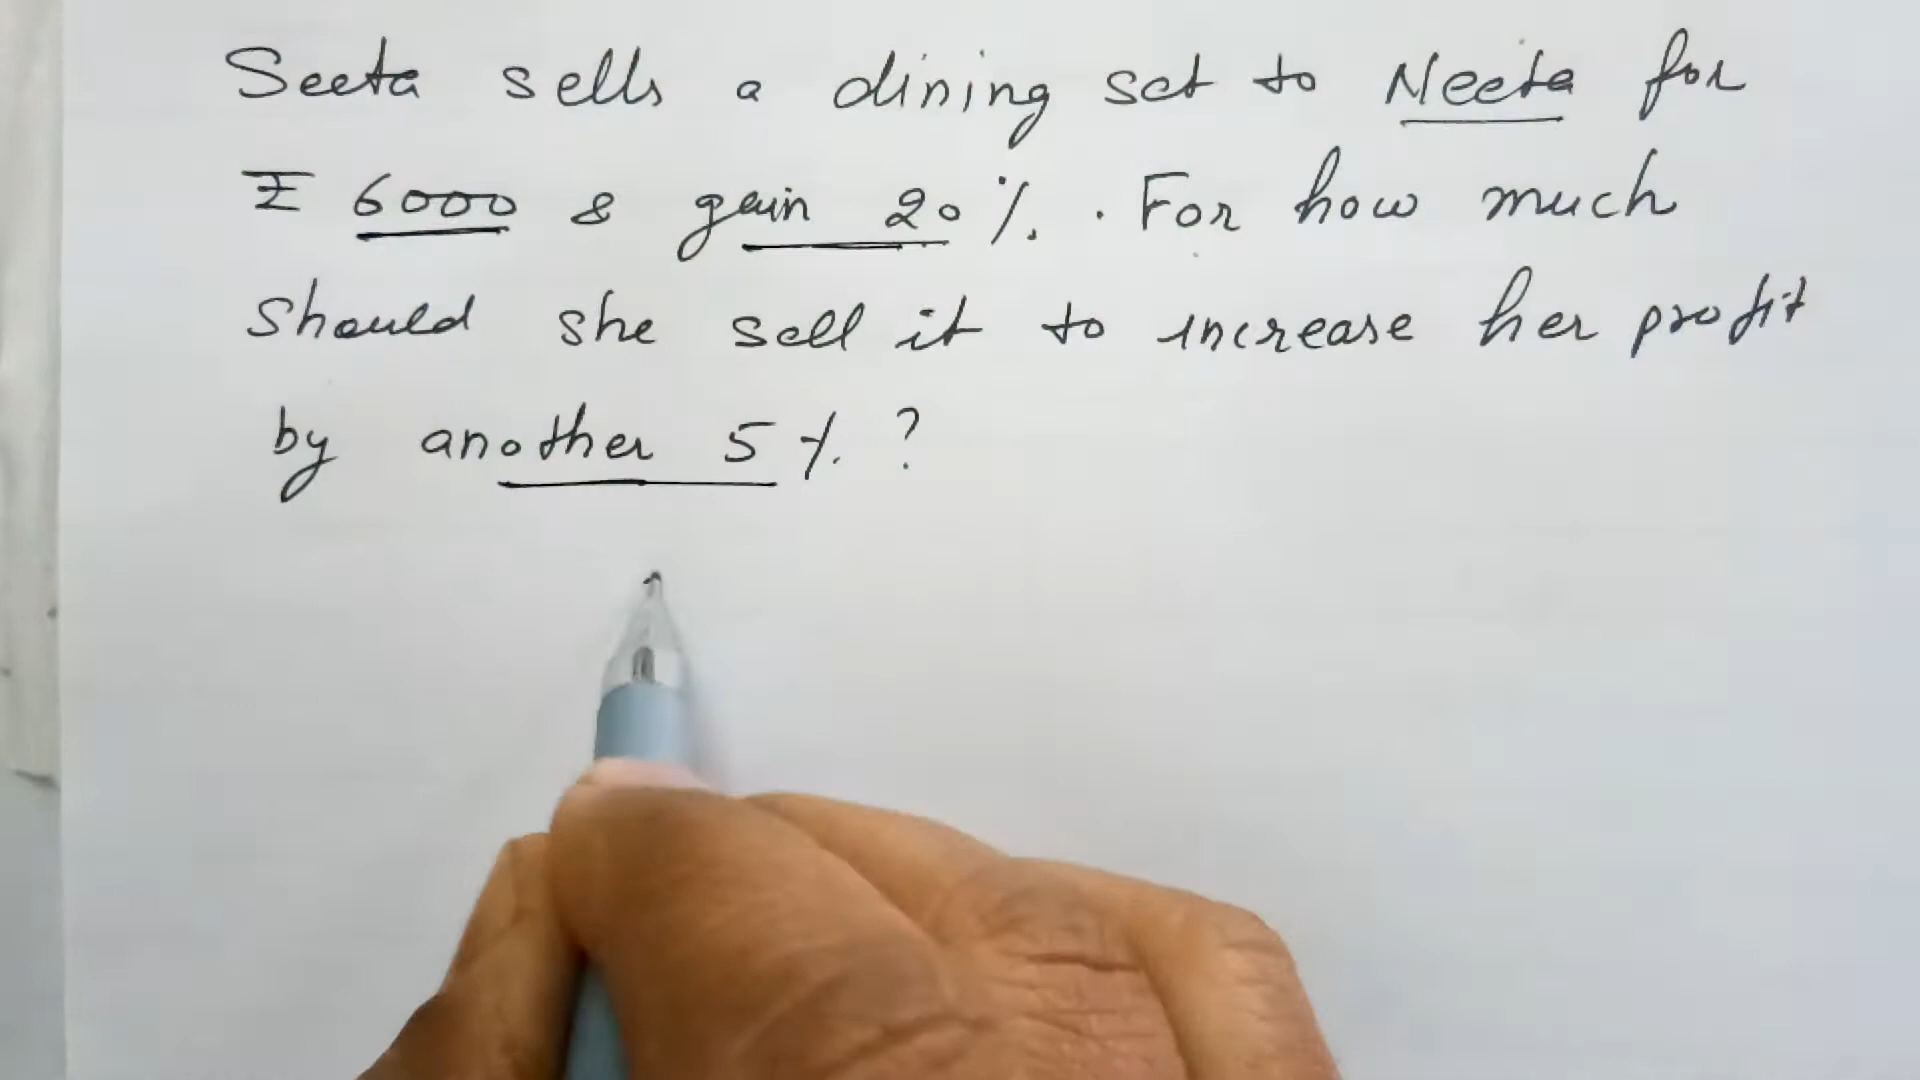 Seeta sells a dining set to Neeta for
₹ 6000 & gain 20%. For how much
should she sell it to increase her profit
by another 5%?